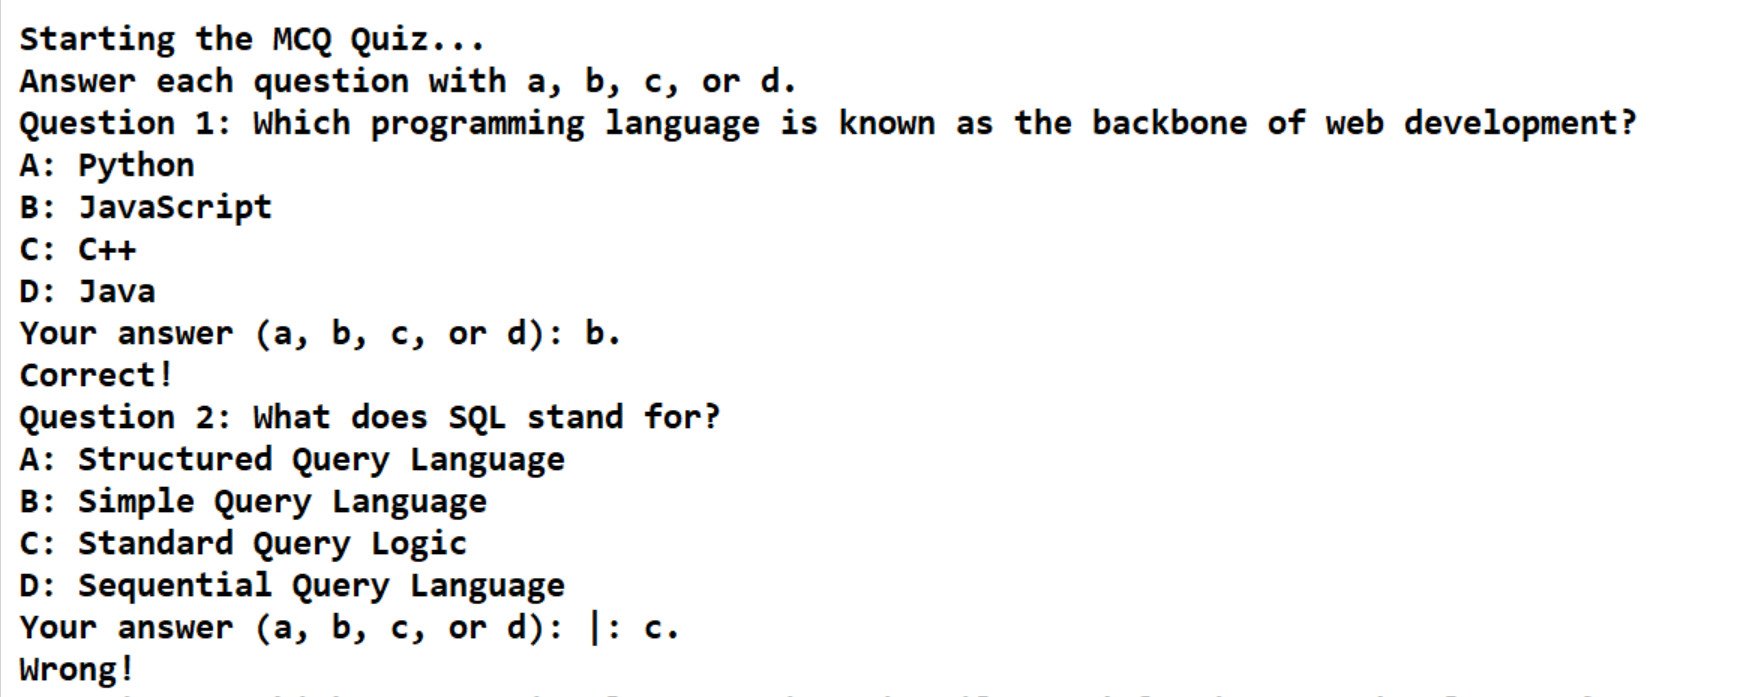 Starting the MCQ Quiz...
Answer each question with a, b, c, or d.
Question 1: Which programming language is known as the backbone of web development?
A: Python
B: JavaScript
C: C++
D: Java
Your answer (a, b, c, or d): b.
Correct!
Question 2: What does SQL stand for?
A: Structured Query Language
B: Simple Query Language
C: Standard Query Logic
D: Sequential Query Language
Your answer (a, b, c, or d): |: c.
Wrong!